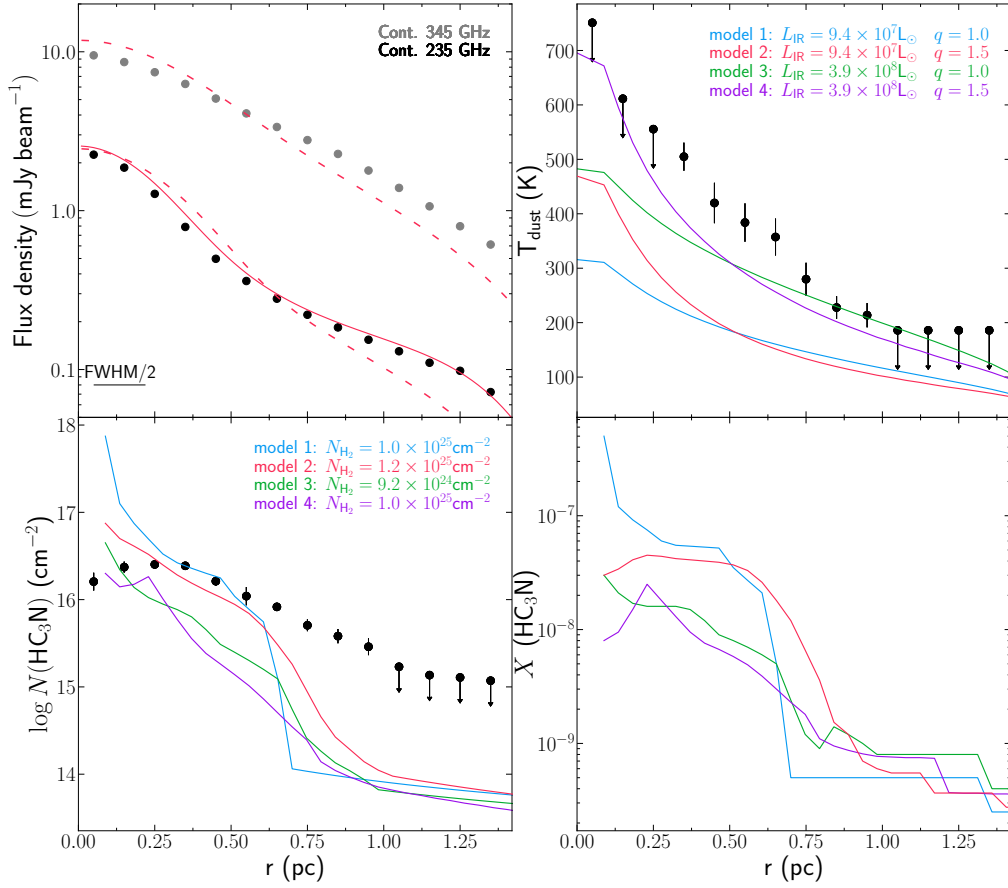 Cont. 345 GHz
Cont. 235 GHz
10.0
1.0
0.1
Flux density (mJy beam⁻¹)
FWHM/2
model 1: L_IR = 9.4 × 10⁷L_⊙ q = 1.0
model 2: L_IR = 9.4 × 10⁷L_⊙ q = 1.5
model 3: L_IR = 3.9 × 10⁸L_⊙ q = 1.0
model 4: L_IR = 3.9 × 10⁸L_⊙ q = 1.5
700
600
500
400
300
200
100
T_dust (K)
model 1: N_H₂ = 1.0 × 10²⁵cm⁻²
model 2: N_H₂ = 1.2 × 10²⁵cm⁻²
model 3: N_H₂ = 9.2 × 10²⁴cm⁻²
model 4: N_H₂ = 1.0 × 10²⁵cm⁻²
18
17
16
15
14
log N(HC₃N) (cm⁻²)
0.00 0.25 0.50 0.75 1.00 1.25
r (pc)
10⁻⁷
10⁻⁸
10⁻⁹
X (HC₃N)
0.00 0.25 0.50 0.75 1.00 1.25
r (pc)